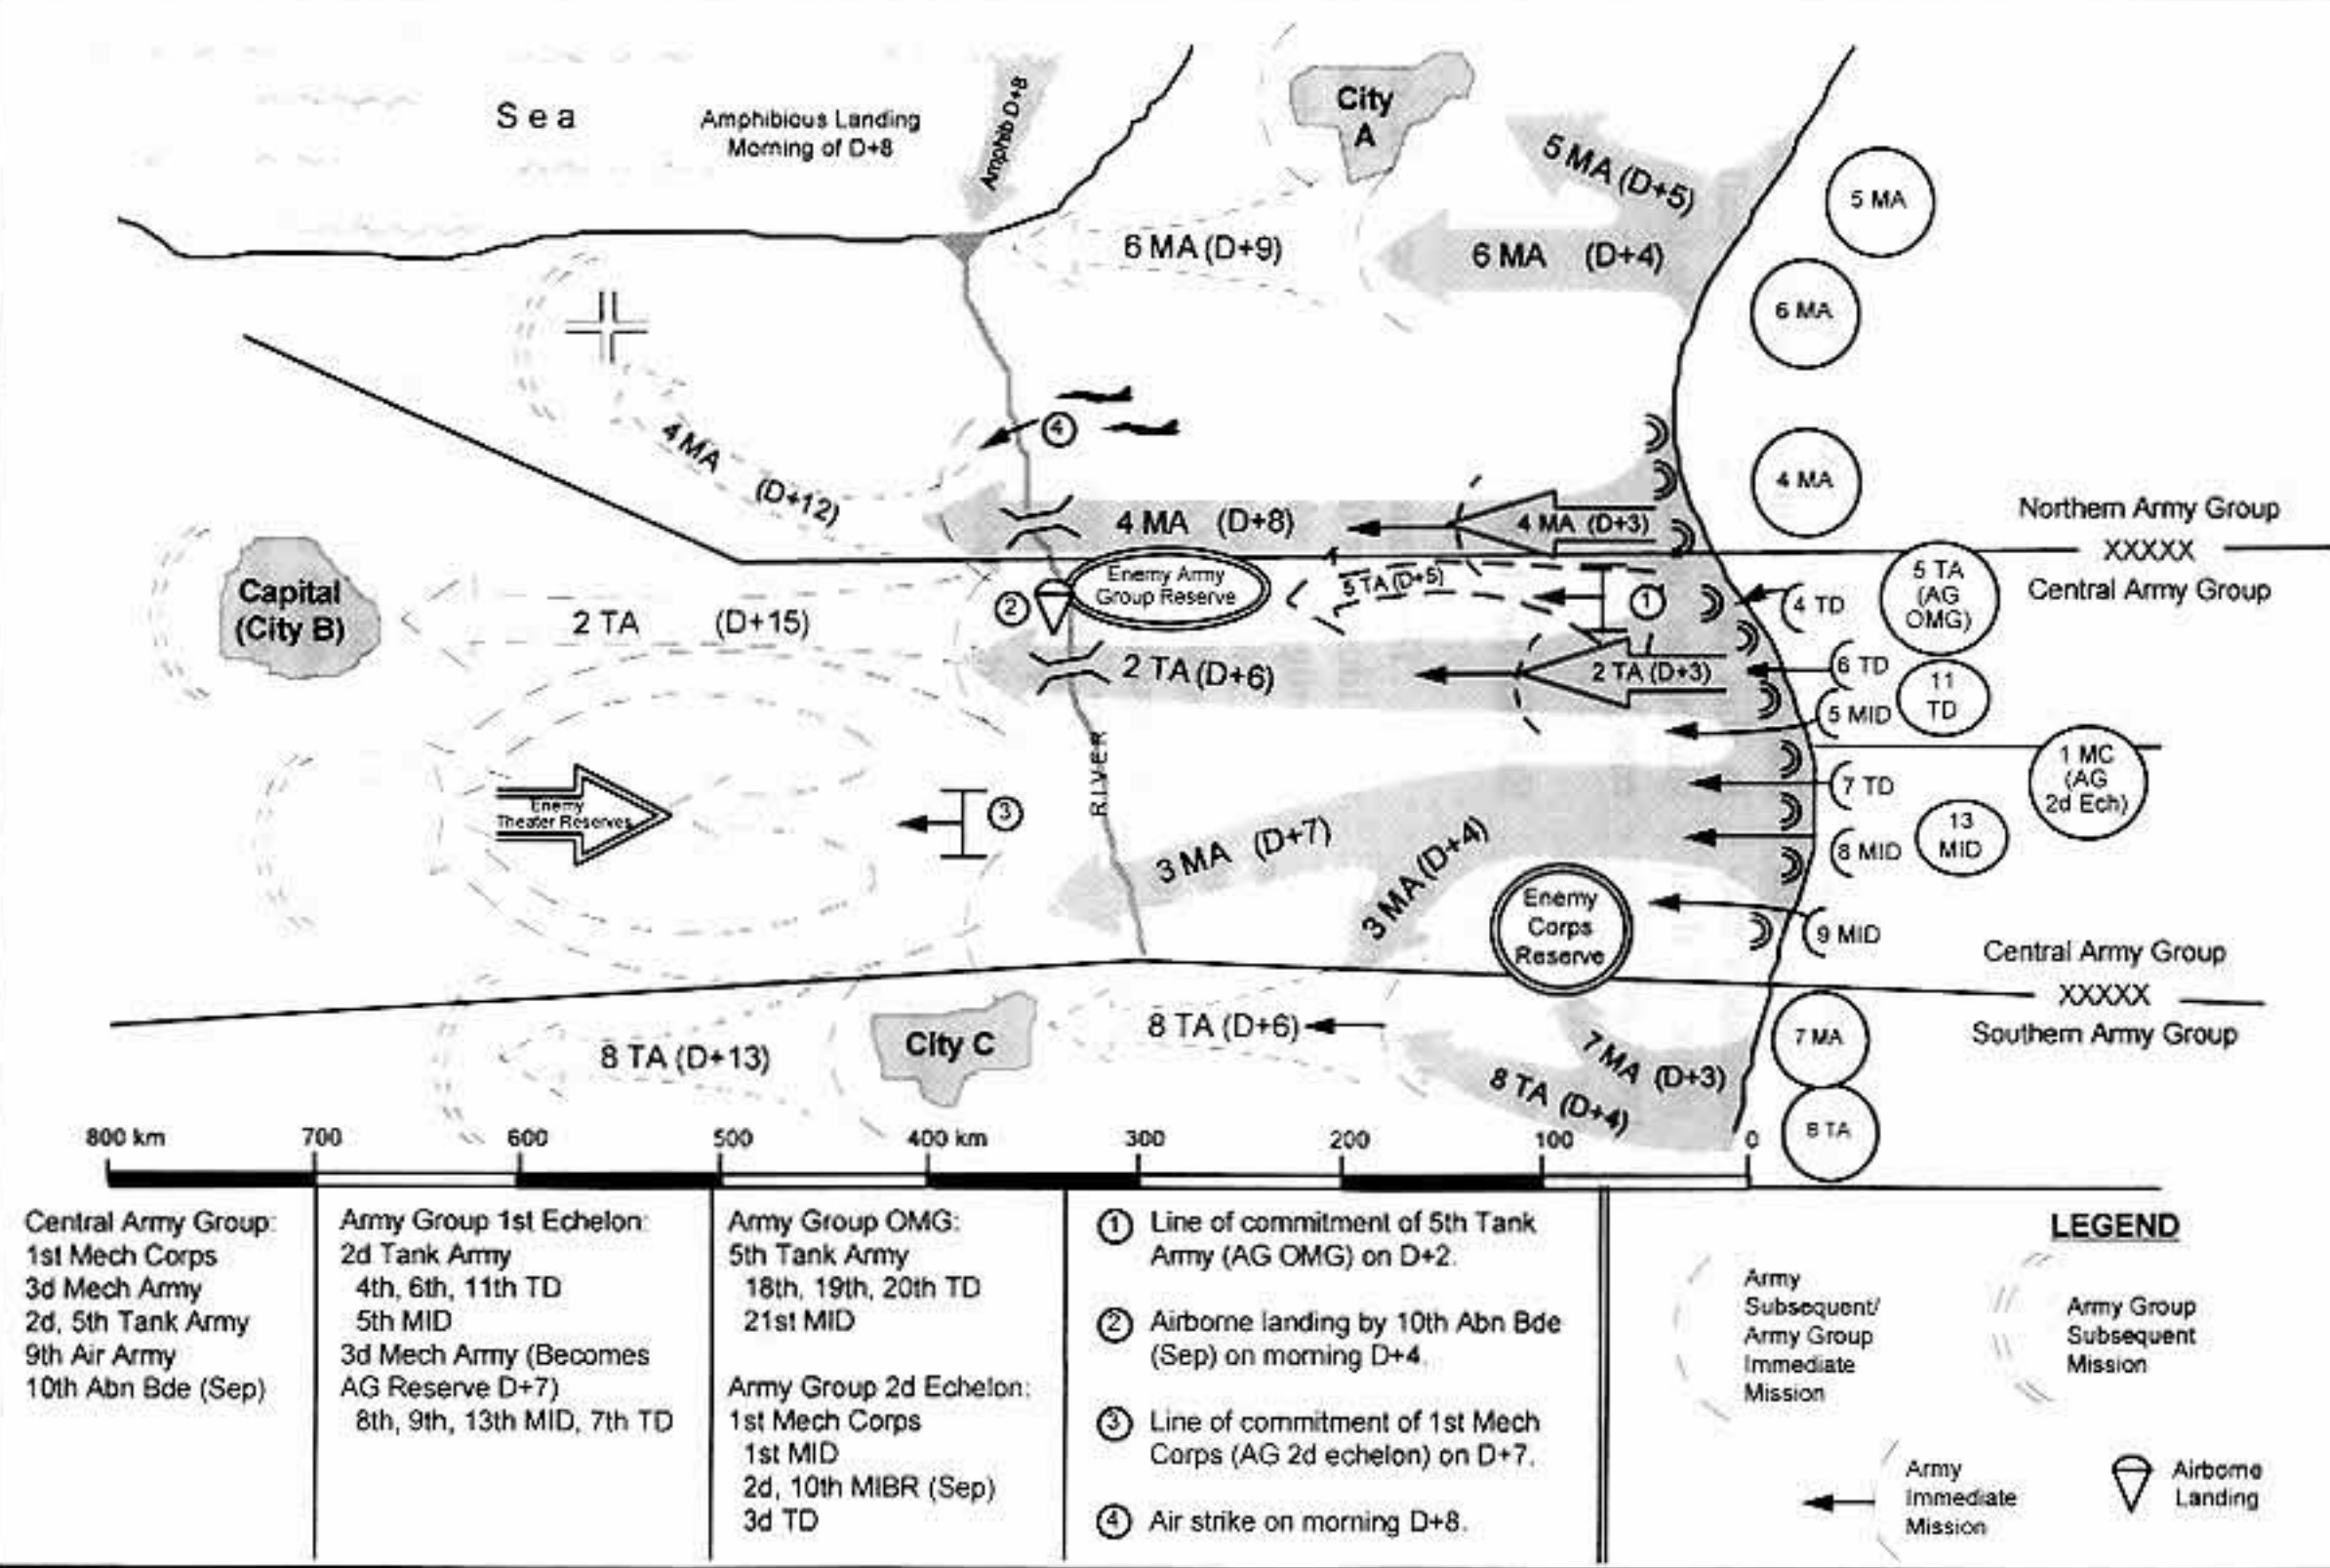 Sea
Amphibious Landing
Morning of D+8
Amphib D+8
City
A
5 MA (D+5)
5 MA
6 MA (D+9)
6 MA (D+4)
6 MA
4
4 MA
(D+12)
4 MA (D+8)
4 MA (D+3)
4 MA
Northern Army Group
XXXXX
Central Army Group
Capital
(City B)
2 TA (D+15)
2
Enemy Army
Group Reserve
5 TA (D+5)
1
4 TD
5 TA
(AG
OMG)
2 TA (D+6)
2 TA (D+3)
6 TD
11
TD
5 MID
RIVER
Enemy
Theater Reserves
3
3 MA (D+7)
3 MA (D+4)
7 TD
1 MC
(AG
2d Ech)
8 MID
13
MID
Enemy
Corps
Reserve
9 MID
Central Army Group
XXXXX
Southern Army Group
8 TA (D+13)
City C
8 TA (D+6)
7 MA (D+3)
8 TA (D+4)
7 MA
8 TA
800 km 700 600 500 400 km 300 200 100 0
Central Army Group:
1st Mech Corps
3d Mech Army
2d, 5th Tank Army
9th Air Army
10th Abn Bde (Sep)
Army Group 1st Echelon:
2d Tank Army
4th, 6th, 11th TD
5th MID
3d Mech Army (Becomes
AG Reserve D+7)
8th, 9th, 13th MID, 7th TD
Army Group OMG:
5th Tank Army
18th, 19th, 20th TD
21st MID
Army Group 2d Echelon:
1st Mech Corps
1st MID
2d, 10th MIBR (Sep)
3d TD
1 Line of commitment of 5th Tank
Army (AG OMG) on D+2.
2 Airborne landing by 10th Abn Bde
(Sep) on morning D+4.
3 Line of commitment of 1st Mech
Corps (AG 2d echelon) on D+7.
4 Air strike on morning D+8.
LEGEND
Army
Subsequent/
Army Group
Immediate
Mission
Army Group
Subsequent
Mission
Army
Immediate
Mission
Airborne
Landing